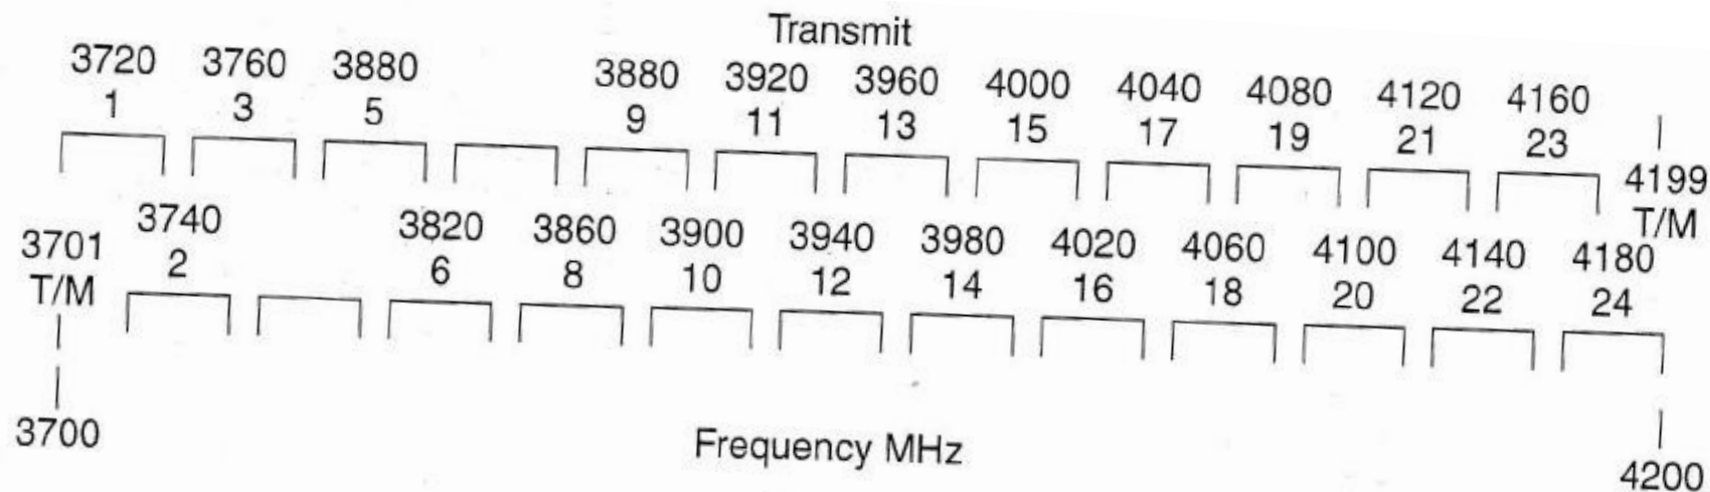 Transmit
3720 3760 3880 3880 3920 3960 4000 4040 4080 4120 4160
1 3 5 9 11 13 15 17 19 21 23
4199
T/M
3701
T/M
3740 3820 3860 3900 3940 3980 4020 4060 4100 4140 4180
2 6 8 10 12 14 16 18 20 22 24
3700
Frequency MHz
4200